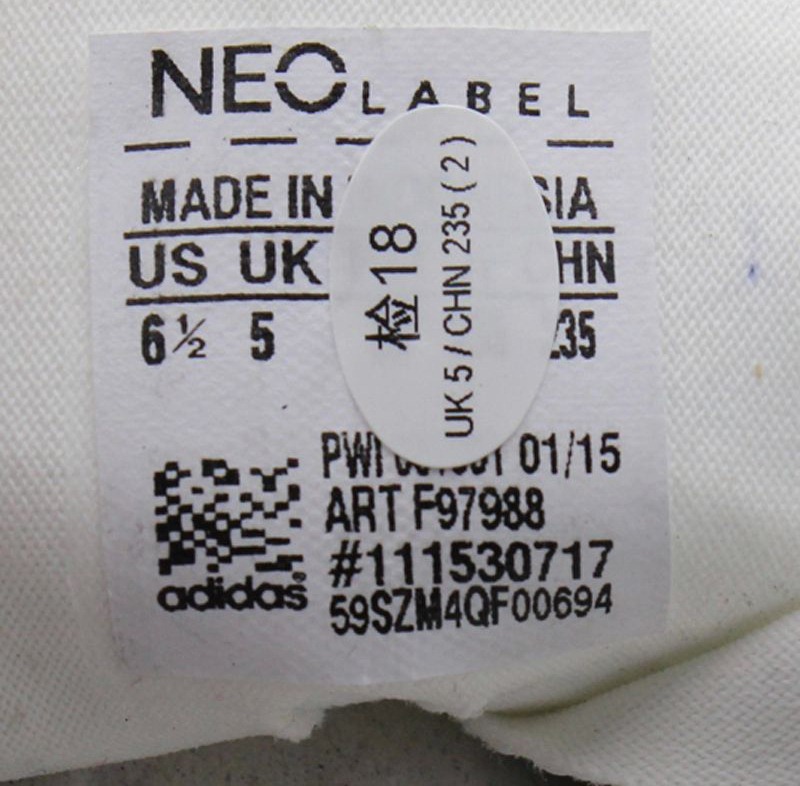 NEO LABEL
MADE IN
US UK HN
6½ 5 35
检18
UK 5 / CHN 235 ( 2 )
PWI 01/15
ART F97988
#111530717
59SZM4QF00694
adidas